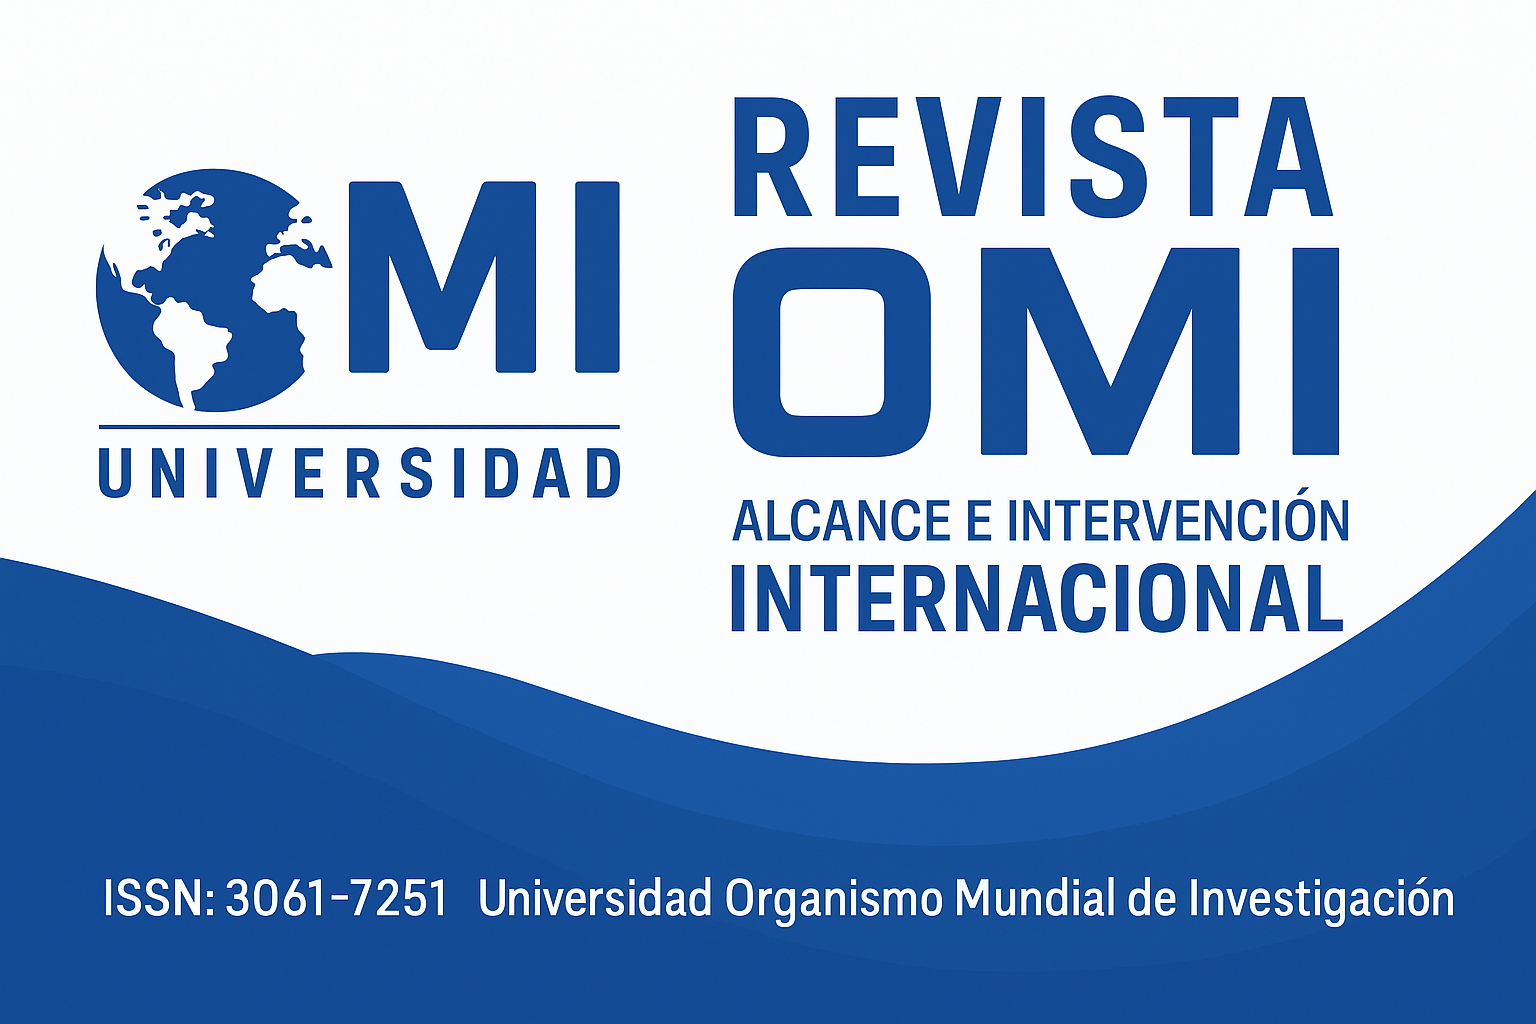 OMI
UNIVERSIDAD
REVISTA
OMI
ALCANCE E INTERVENCIÓN
INTERNACIONAL
ISSN: 3061-7251 Universidad Organismo Mundial de Investigación